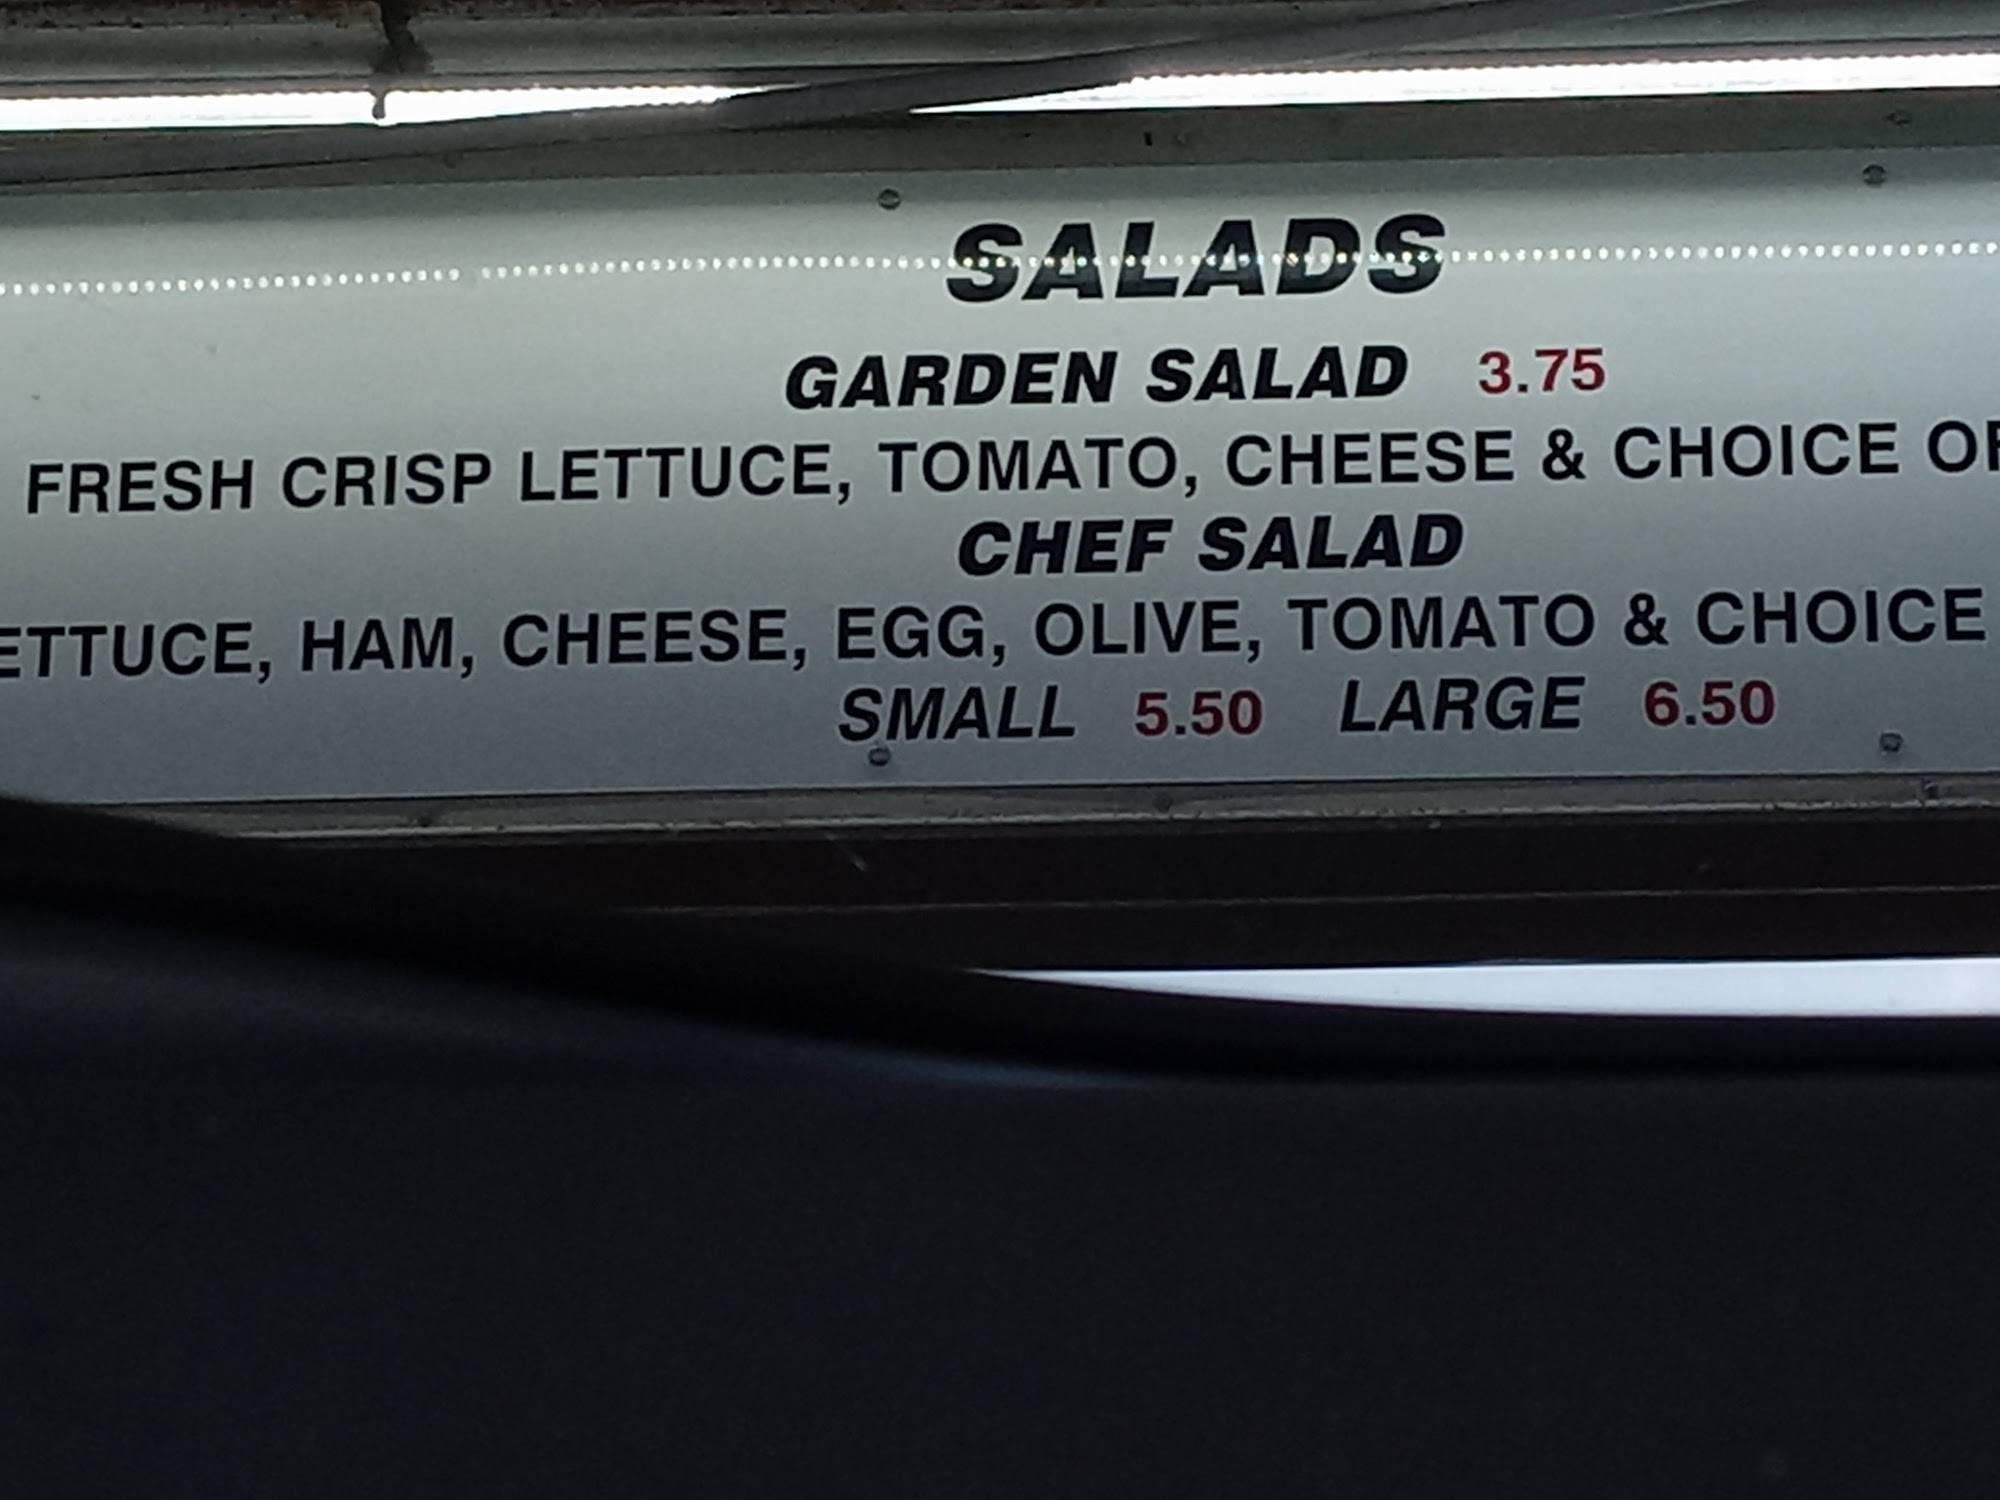 SALADS
GARDEN SALAD 3.75
FRESH CRISP LETTUCE, TOMATO, CHEESE & CHOICE OF
CHEF SALAD
ETTUCE, HAM, CHEESE, EGG, OLIVE, TOMATO & CHOICE
SMALL 5.50 LARGE 6.50